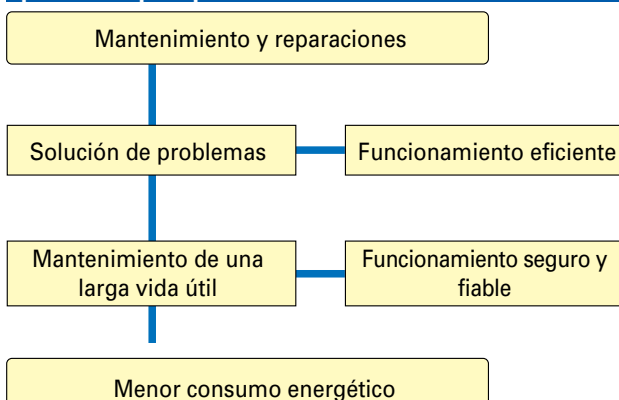 Mantenimiento y reparaciones
Solución de problemas
Funcionamiento eficiente
Mantenimiento de una
larga vida útil
Funcionamiento seguro y
fiable
Menor consumo energético